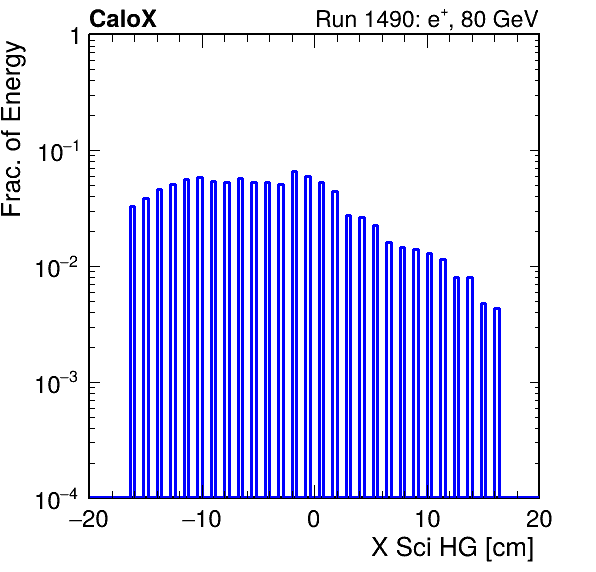 CaloX
Run 1490: e⁺, 80 GeV
Frac. of Energy
1
10⁻¹
10⁻²
10⁻³
10⁻⁴
−20
−10
0
10
20
X Sci HG [cm]